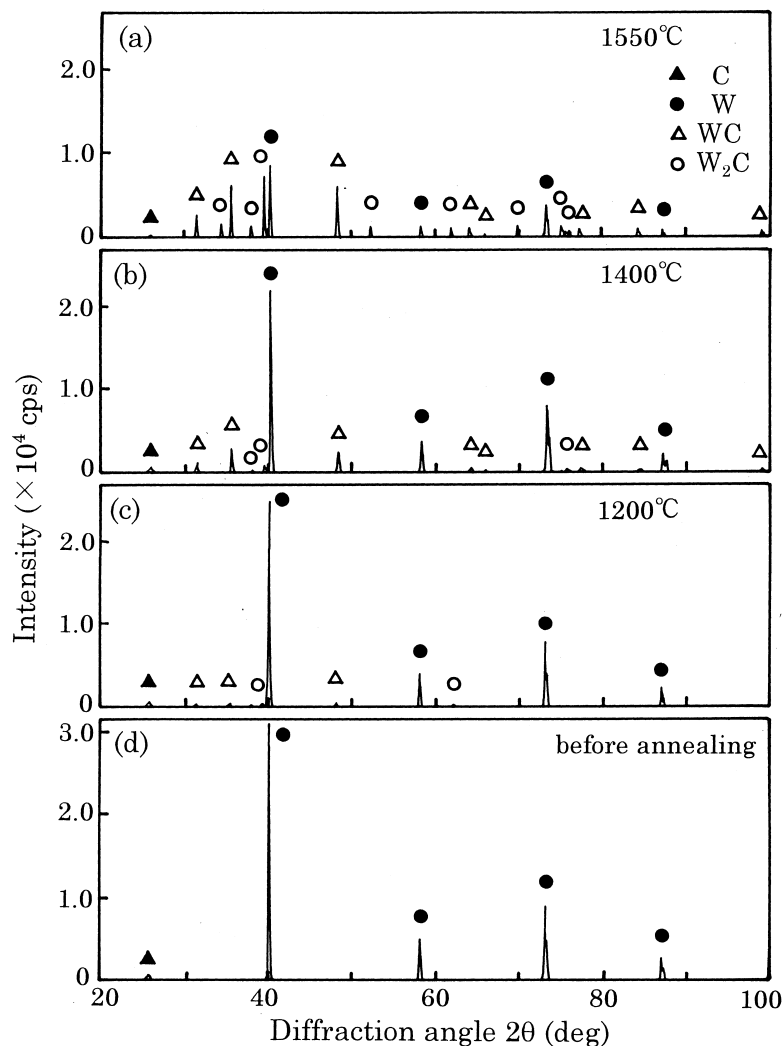 (a)
1550℃
▲ C
● W
△ WC
○ W₂C
2.0
1.0
0
(b)
1400℃
2.0
1.0
0
(c)
1200℃
2.0
1.0
0
(d)
before annealing
3.0
2.0
1.0
0
20 40 60 80 100
Intensity (×10⁴ cps)
Diffraction angle 2θ (deg)